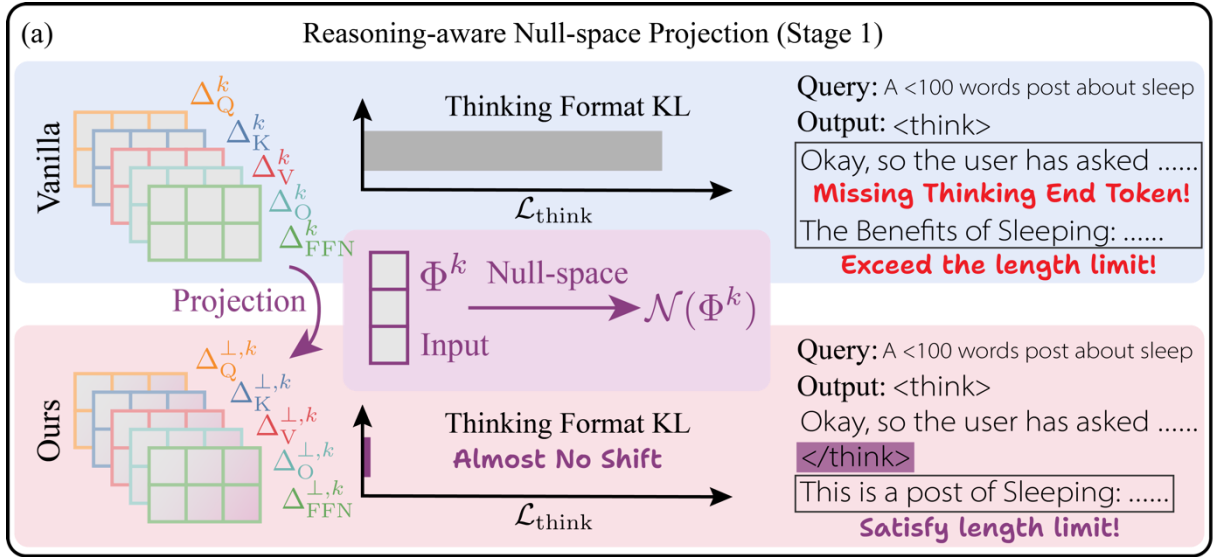 (a)
Reasoning-aware Null-space Projection (Stage 1)
Vanilla
Δ_Q^k
Δ_K^k
Δ_V^k
Δ_O^k
Δ_FFN^k
Thinking Format KL
ℒ_think
Query: A <100 words post about sleep
Output: <think>
Okay, so the user has asked ......
Missing Thinking End Token!
The Benefits of Sleeping: ......
Exceed the length limit!
Projection
Φ^k
Input
Null-space
𝒩(Φ^k)
Ours
Δ_Q^{⊥,k}
Δ_K^{⊥,k}
Δ_V^{⊥,k}
Δ_O^{⊥,k}
Δ_FFN^{⊥,k}
Thinking Format KL
Almost No Shift
ℒ_think
Query: A <100 words post about sleep
Output: <think>
Okay, so the user has asked ......
</think>
This is a post of Sleeping: ......
Satisfy length limit!